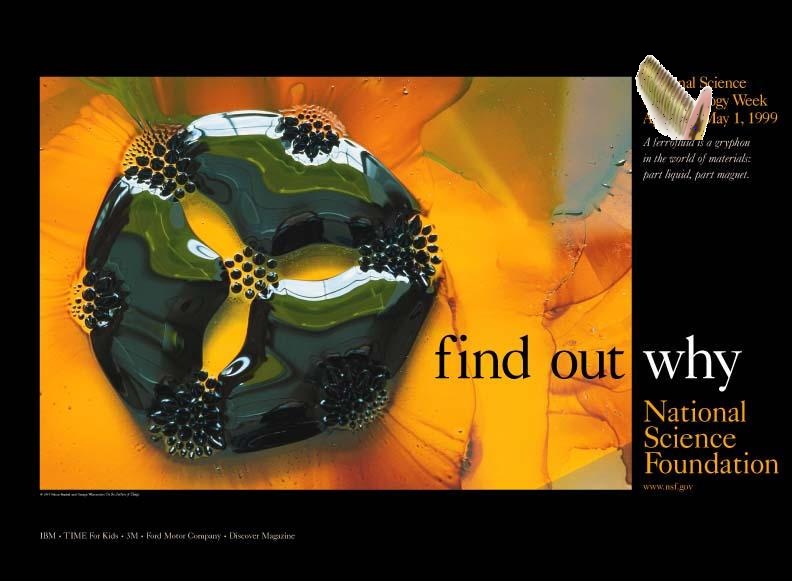 nal Science
ogy Week
May 1, 1999
A ferrofluid is a gryphon
in the world of materials:
part liquid, part magnet.
find out why
National
Science
Foundation
www.nsf.gov
IBM • TIME For Kids • 3M • Ford Motor Company • Discover Magazine